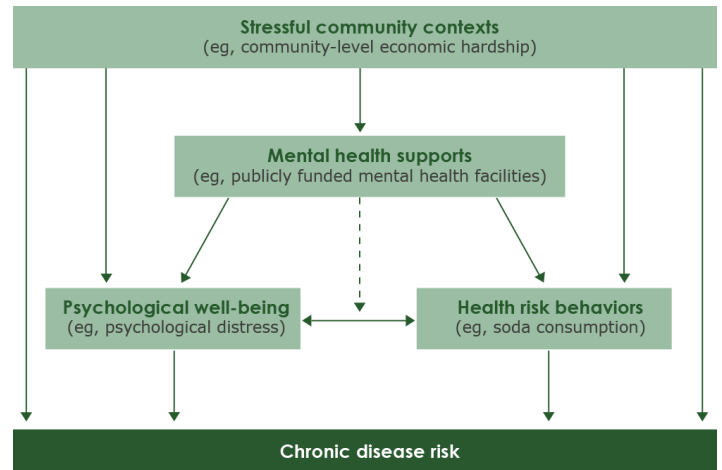 Stressful community contexts
(eg, community-level economic hardship)
Mental health supports
(eg, publicly funded mental health facilities)
Psychological well-being
(eg, psychological distress)
Health risk behaviors
(eg, soda consumption)
Chronic disease risk